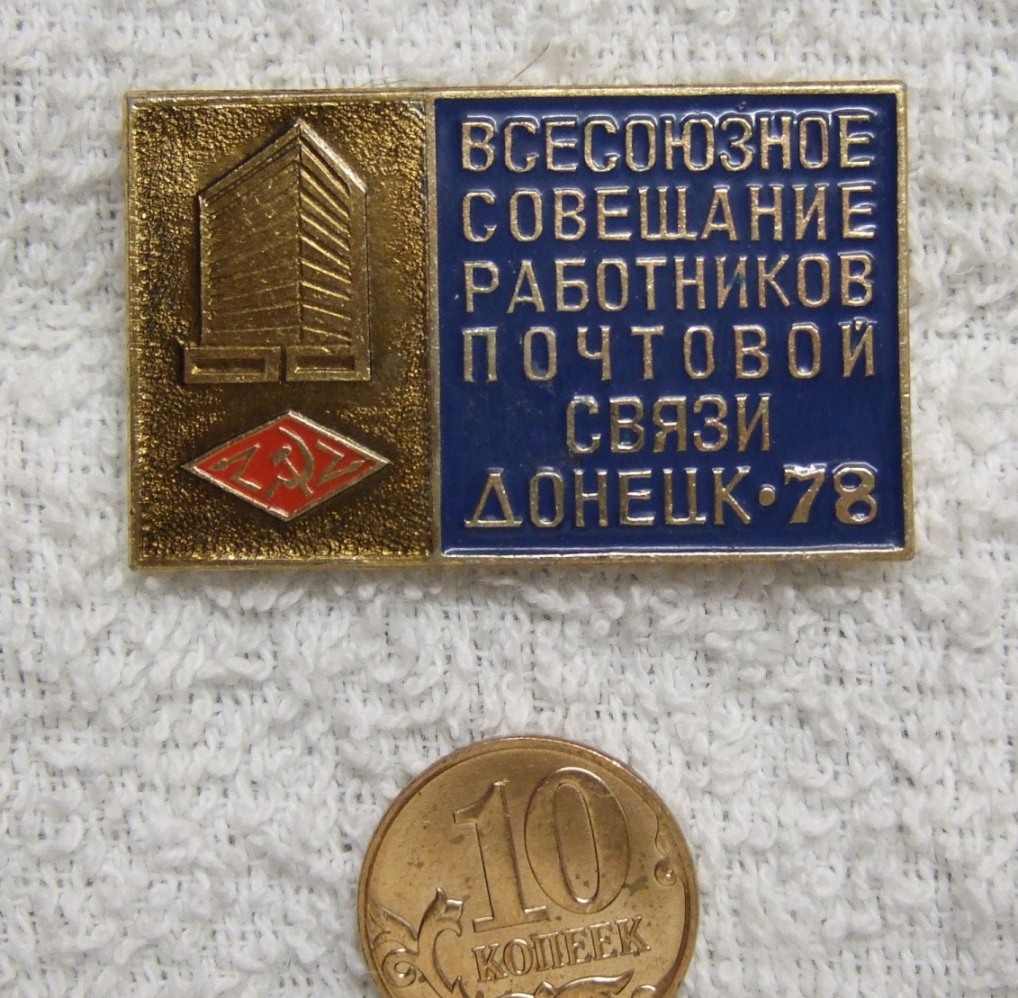 ВСЕСОЮЗНОЕ
СОВЕЩАНИЕ
РАБОТНИКОВ
ПОЧТОВОЙ
СВЯЗИ
ДОНЕЦК•78
10
КОПЕЕК